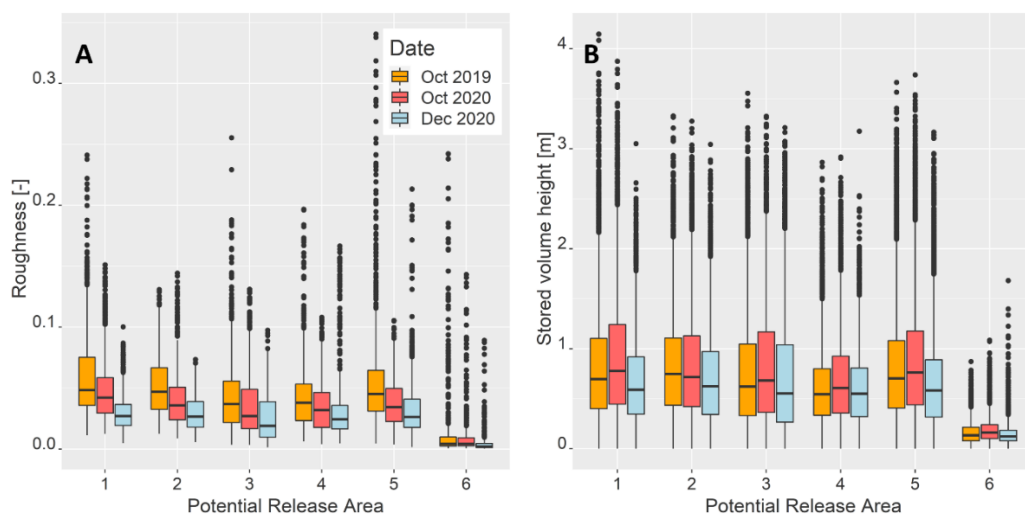 A
Date
Oct 2019
Oct 2020
Dec 2020
Roughness [-]
0.3
0.2
0.1
0.0
1 2 3 4 5 6
Potential Release Area
B
Stored volume height [m]
4
3
2
1
0
1 2 3 4 5 6
Potential Release Area